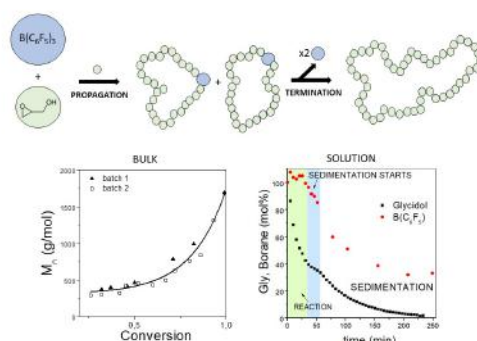 B(C₆F₅)₃
+
OH
O
PROPAGATION
+
x2
TERMINATION
BULK
batch 1
batch 2
Mₙ (g/mol)
2000
1500
1000
500
0
0,5
1,0
Conversion
SOLUTION
SEDIMENTATION STARTS
Glycidol
B(C₆F₅)
SEDIMENTATION
REACTION
Gly, Borane (mol%)
100
80
60
40
20
0
0
50
100
150
200
250
time (min)